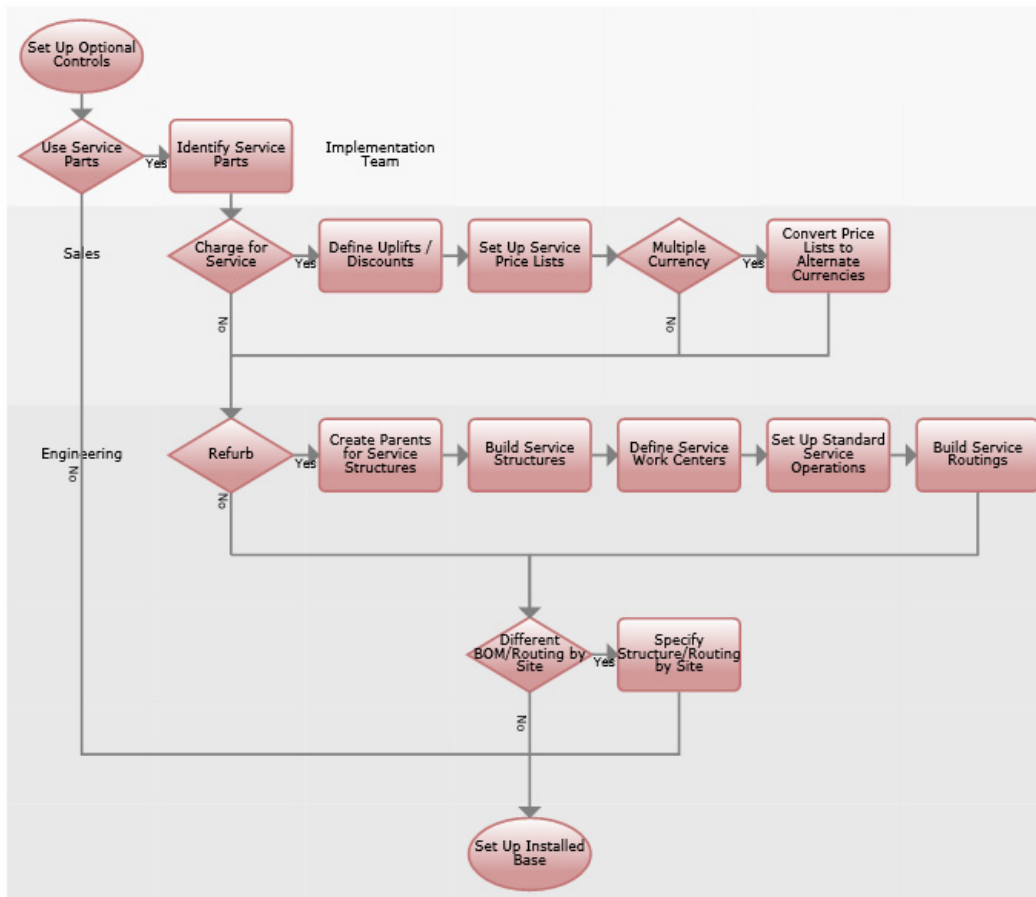 Set Up Optional
Controls
Use Service
Parts
Yes
Identify Service
Parts
Implementation
Team
Sales
Charge for
Service
Yes
Define Uplifts /
Discounts
Set Up Service
Price Lists
Multiple
Currency
Yes
Convert Price
Lists to
Alternate
Currencies
No
No
Engineering
No
Refurb
Yes
Create Parents
for Service
Structures
Build Service
Structures
Define Service
Work Centers
Set Up Standard
Service
Operations
Build Service
Routings
No
Different
BOM/Routing by
Site
Yes
Specify
Structure/Routing
by Site
No
Set Up Installed
Base